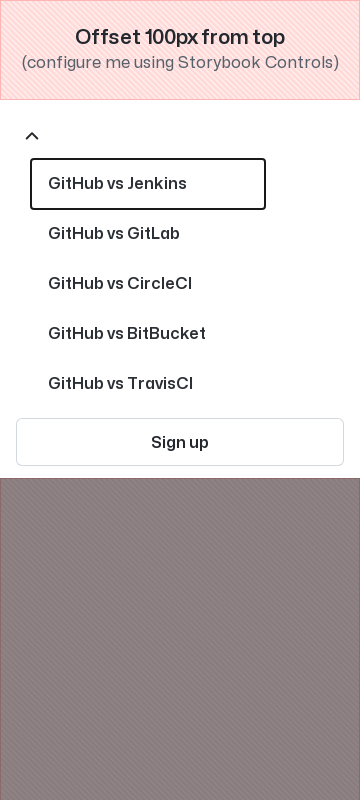 Offset 100px from top
(configure me using Storybook Controls)
GitHub vs Jenkins
GitHub vs GitLab
GitHub vs CircleCI
GitHub vs BitBucket
GitHub vs TravisCI
Sign up